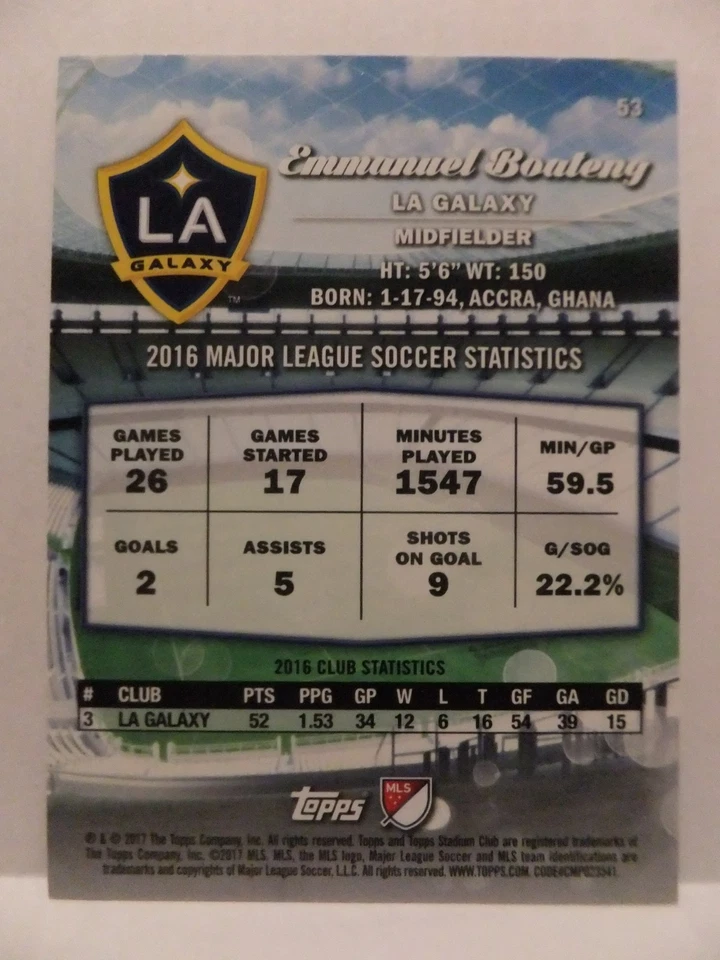 53
Emmanuel Boateng
LA GALAXY
LA
GALAXY
TM
MIDFIELDER
HT: 5'6" WT: 150
BORN: 1-17-94, ACCRA, GHANA
2016 MAJOR LEAGUE SOCCER STATISTICS
GAMES PLAYED 26
GAMES STARTED 17
MINUTES PLAYED 1547
MIN/GP 59.5
GOALS 2
ASSISTS 5
SHOTS ON GOAL 9
G/SOG 22.2%
2016 CLUB STATISTICS
# CLUB PTS PPG GP W L T GF GA GD
3 LA GALAXY 52 1.53 34 12 6 16 54 39 15
topps MLS
® & © 2017 The Topps Company, Inc. All rights reserved. Topps and Topps Stadium Club are registered trademarks of
The Topps Company, Inc. ©2017 MLS. MLS, the MLS logo, Major League Soccer and MLS team identifications are
trademarks and copyrights of Major League Soccer, L.L.C. All rights reserved. WWW.TOPPS.COM. CODE#CMP023341.